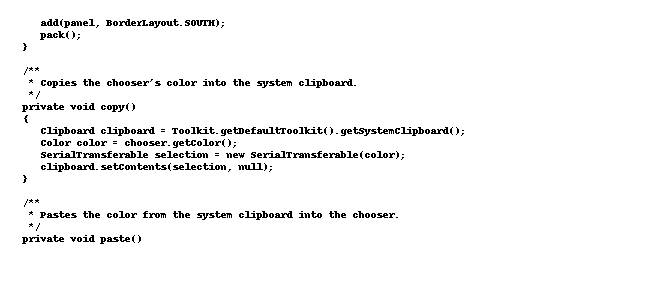 add(panel, BorderLayout.SOUTH);
pack();
}
/**
* Copies the chooser's color into the system clipboard.
*/
private void copy()
{
Clipboard clipboard = Toolkit.getDefaultToolkit().getSystemClipboard();
Color color = chooser.getColor();
SerialTransferable selection = new SerialTransferable(color);
clipboard.setContents(selection, null);
}
/**
* Pastes the color from the system clipboard into the chooser.
*/
private void paste()